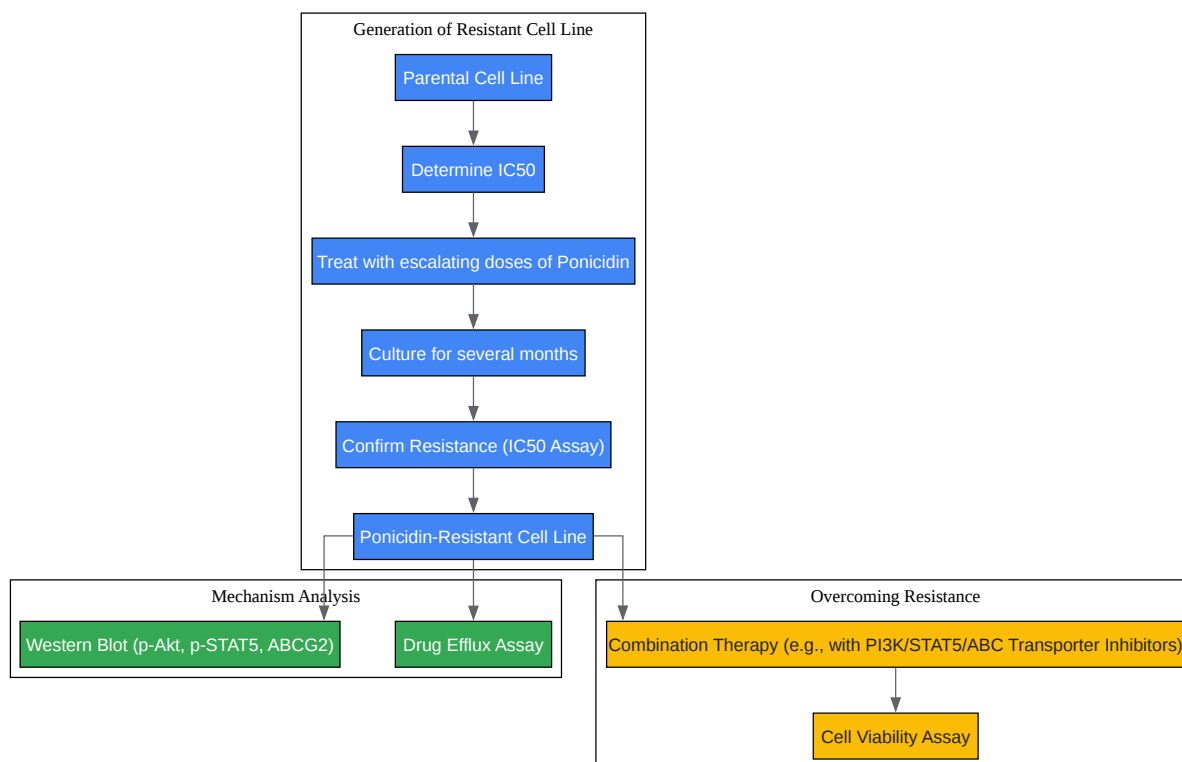 Generation of Resistant Cell Line
Parental Cell Line
Determine IC50
Treat with escalating doses of Ponicidin
Culture for several months
Confirm Resistance (IC50 Assay)
Ponicidin-Resistant Cell Line
Mechanism Analysis
Western Blot (p-Akt, p-STAT5, ABCG2)
Drug Efflux Assay
Overcoming Resistance
Combination Therapy (e.g., with PI3K/STAT5/ABC Transporter Inhibitors)
Cell Viability Assay